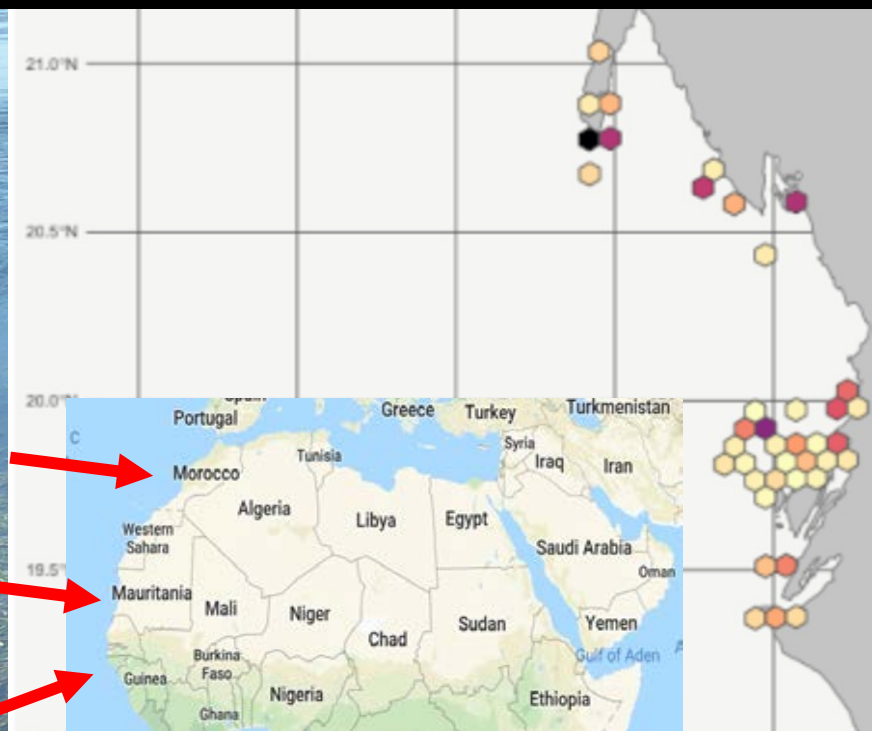 21.0°N
20.5°N
20.0°
Portugal
Greece
Turkey
Turkmenistan
C
Tunisia
Syria
Morocco
Iraq
Iran
Algeria
Libya
Egypt
Western
Sahara
Saudi Arabia
19.5°
Oman
Mauritania
Mali
Niger
Chad
Sudan
Yemen
Burkina
Faso
Gulf of Aden
Guinea
Nigeria
Ethiopia
Ghana